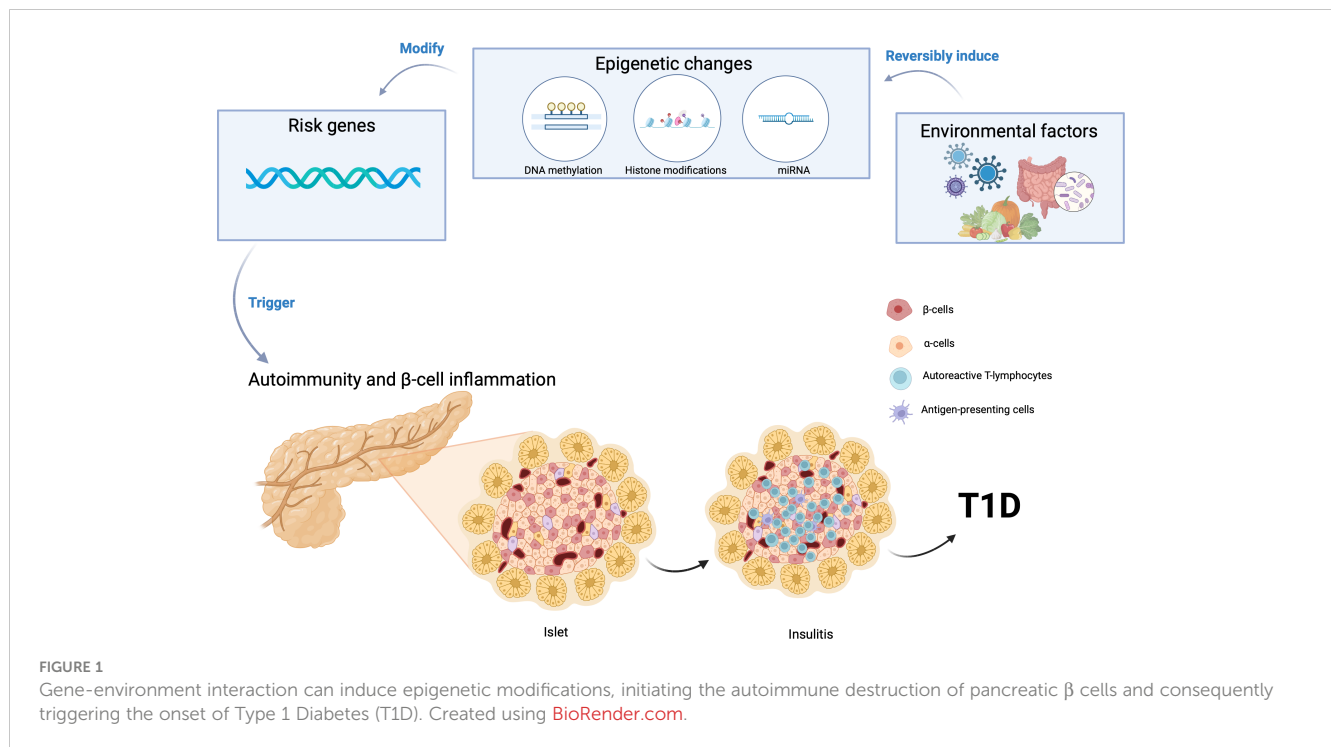 Modify
Epigenetic changes
Reversibly induce
DNA methylation
Histone modifications
miRNA
Risk genes
Environmental factors
Trigger
β-cells
α-cells
Autoreactive T-lymphocytes
Antigen-presenting cells
Autoimmunity and β-cell inflammation
T1D
Islet
Insulitis
FIGURE 1
Gene-environment interaction can induce epigenetic modifications, initiating the autoimmune destruction of pancreatic β cells and consequently
triggering the onset of Type 1 Diabetes (T1D). Created using BioRender.com.